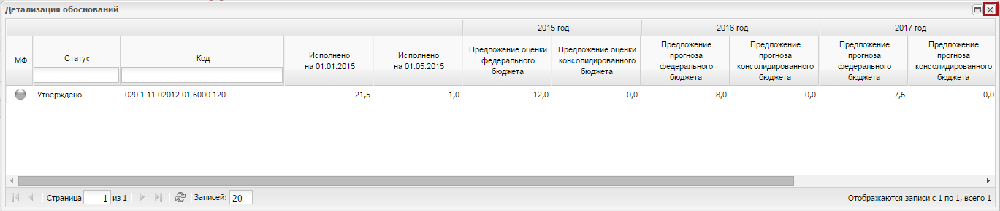 Детализация обоснований
2015 год 2016 год 2017 год
МФ Статус Код Исполнено на 01.01.2015 Исполнено на 01.05.2015 Предложение оценки федерального бюджета Предложение оценки консолидированного бюджета Предложение прогноза федерального бюджета Предложение прогноза консолидированного бюджета Предложение прогноза федерального бюджета Предложение прогноза консолидированного бюджета
Утверждено 020 1 11 02012 01 6000 120 21,5 1,0 12,0 0,0 8,0 0,0 7,6 0,0
Страница 1 из 1 Записей: 20 Отображаются записи с 1 по 1, всего 1